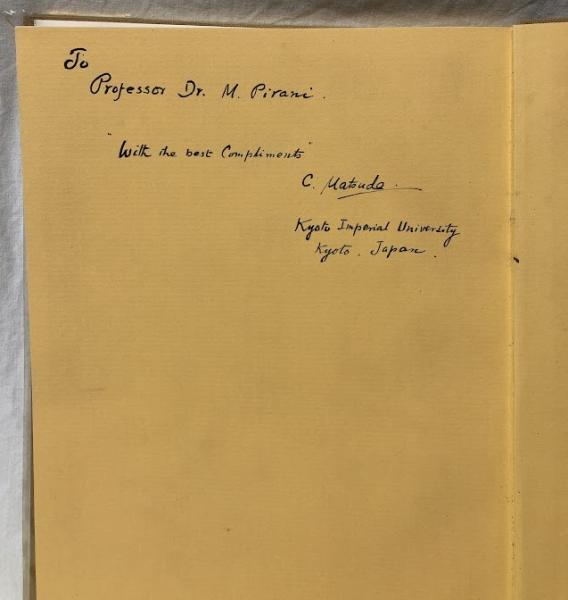 To
Professor Dr. M. Pirani.
"With the best Compliments"
C. Matsuda.
Kyoto Imperial University
Kyoto. Japan.